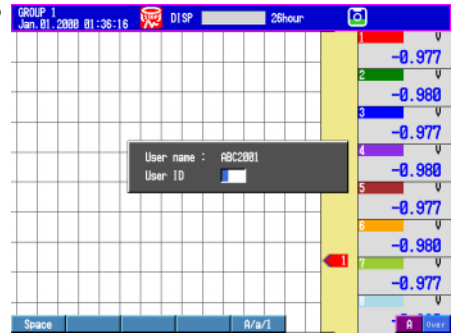 GROUP 1
Jan.01.2000 01:36:16
User
DISP
26hour
1 V
-0.977
2 V
-0.980
3 V
-0.977
4 V
-0.980
5 V
-0.977
6 V
-0.980
7 V
-0.977
8 V
User name : ABC2001
User ID
1
Space
A/a/1
A
Over